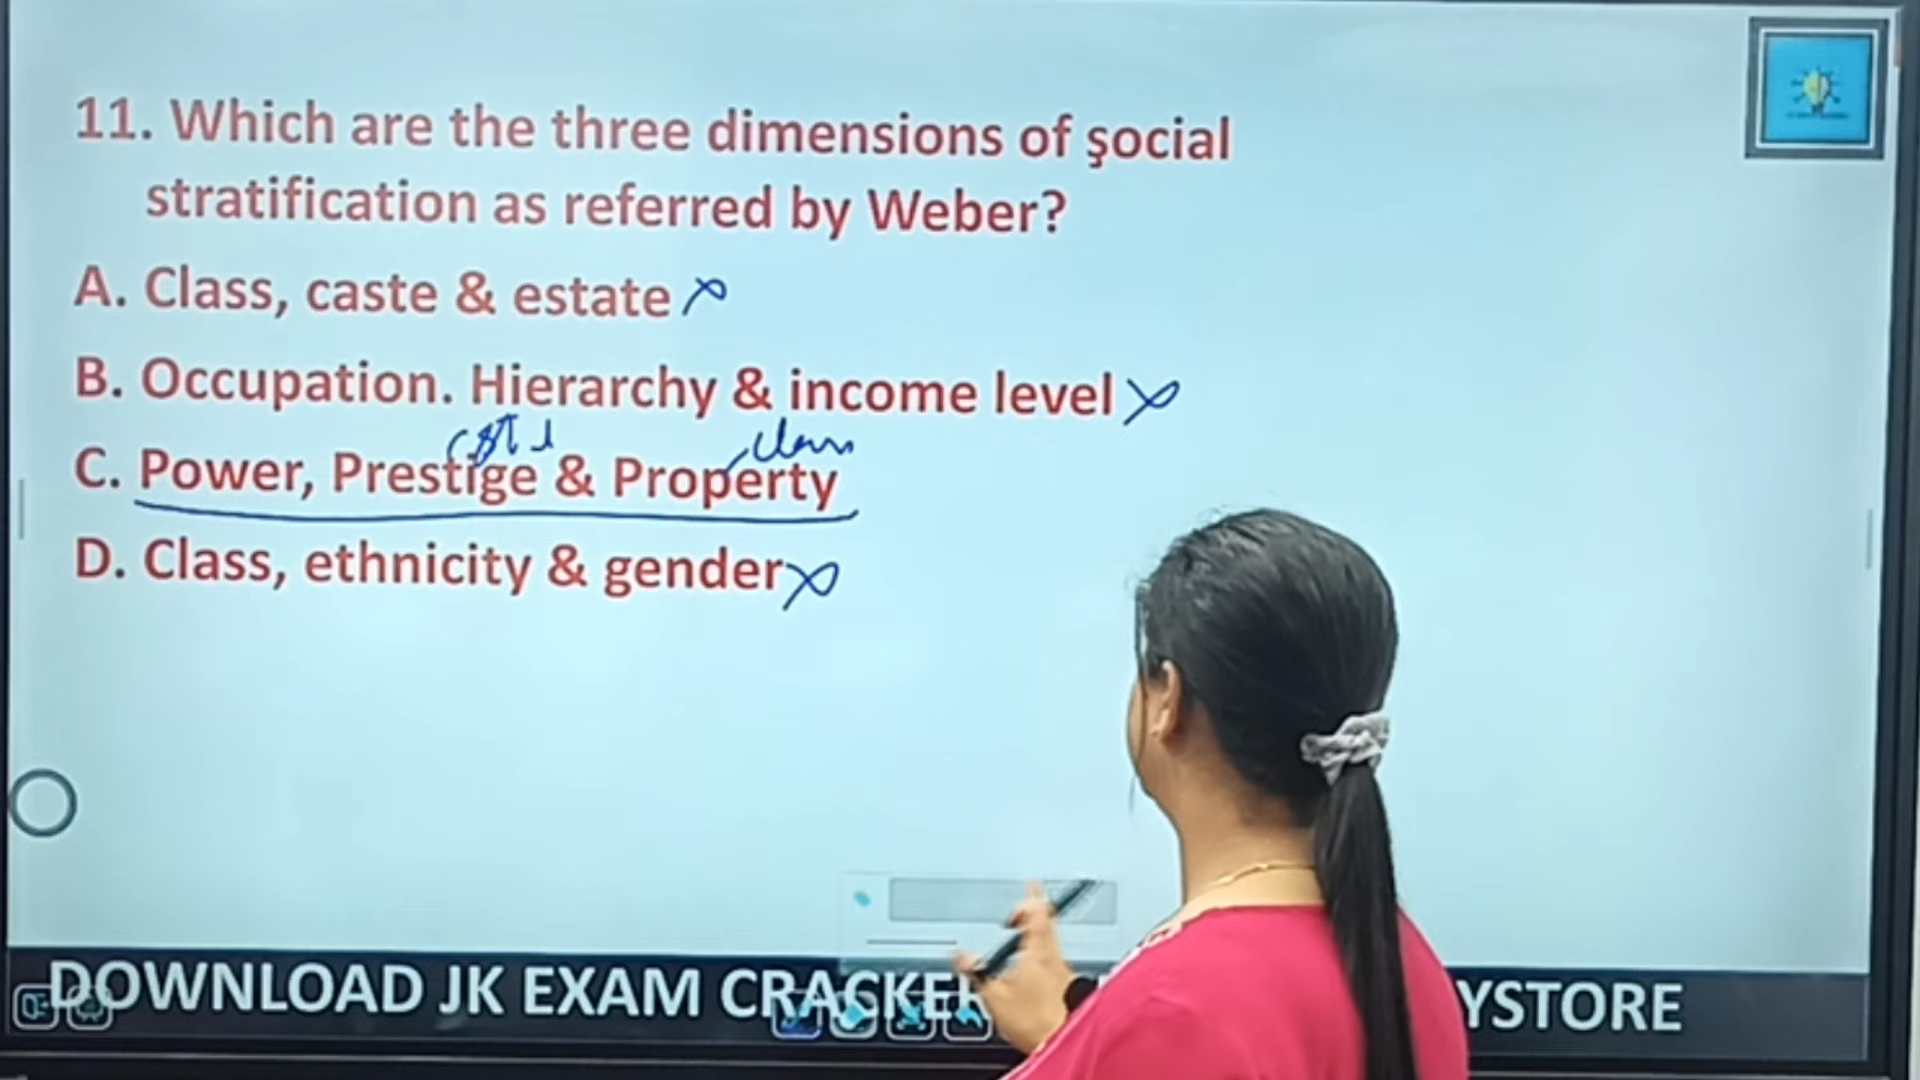 11. Which are the three dimensions of şocial
stratification as referred by Weber?
A. Class, caste & estate
B. Occupation. Hierarchy & income level
class
C. Power, Prestige & Property
D. Class, ethnicity & gender
DOWNLOAD JK EXAM CRACKER YSTORE